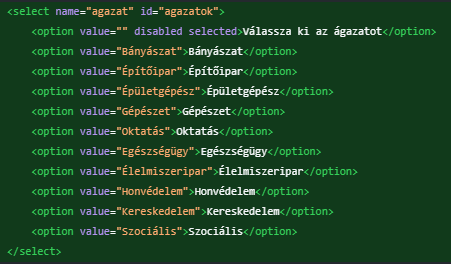 <select name="agazat" id="agazatok">
<option value="" disabled selected>Válassza ki az ágazatot</option>
<option value="Bányászat">Bányászat</option>
<option value="Építőipar">Építőipar</option>
<option value="Épületgépész">Épületgépész</option>
<option value="Gépészet">Gépészet</option>
<option value="Oktatás">Oktatás</option>
<option value="Egészségügy">Egészségügy</option>
<option value="Élelmiszeripar">Élelmiszeripar</option>
<option value="Honvédelem">Honvédelem</option>
<option value="Kereskedelem">Kereskedelem</option>
<option value="Szociális">Szociális</option>
</select>